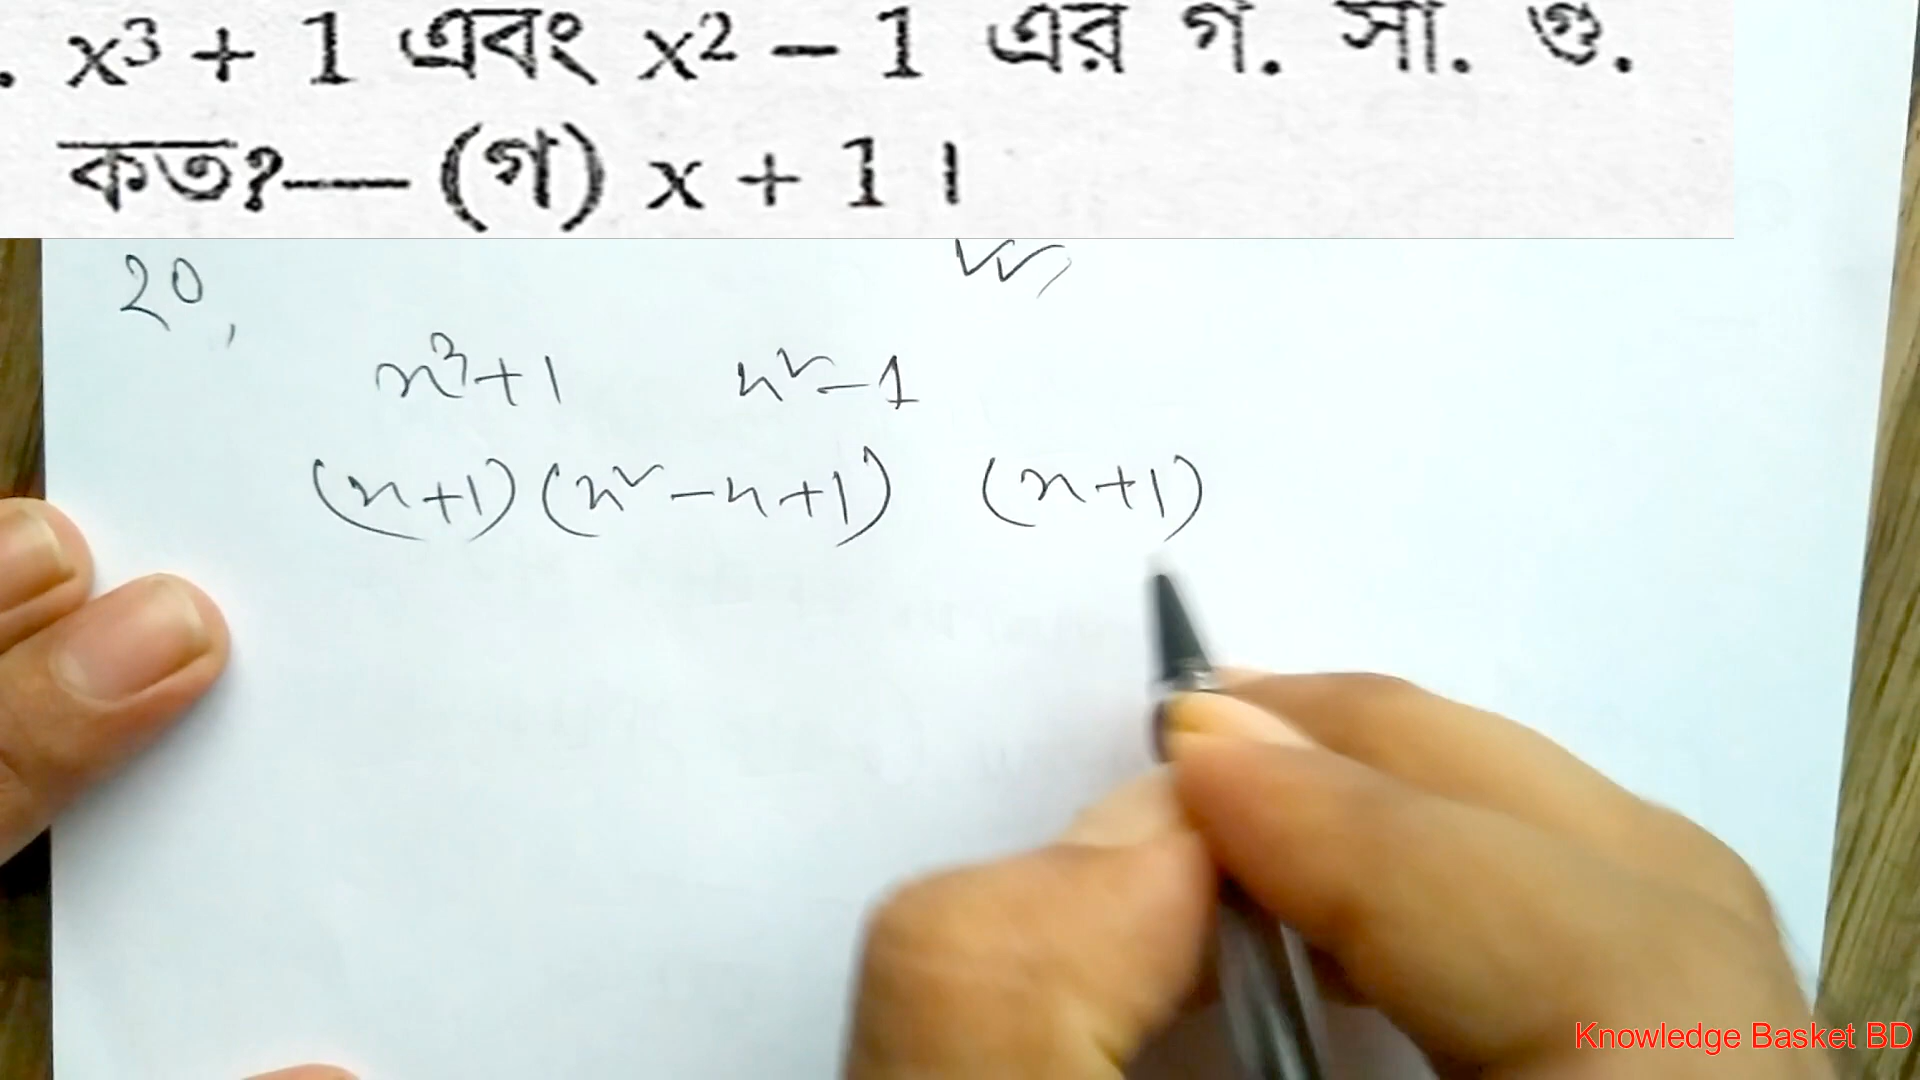 . x³ + 1 এবং x² − 1 এর গ. সা. গু.
কত?— (গ) x + 1 ।
20,
x³+1 x²-1
(x+1) (x²-x+1) (x+1)
Knowledge Basket BD